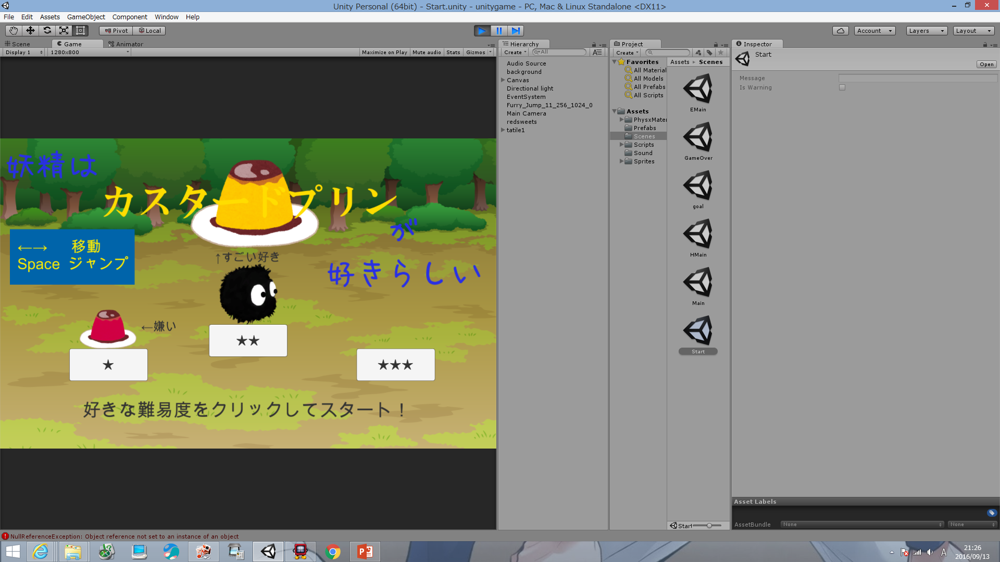 Unity Personal (64bit) - Start.unity - unitygame - PC, Mac & Linux Standalone <DX11>
File Edit Assets GameObject Component Window Help
Pivot Local Account Layers Layout
Scene Game Animator
Display 1 1280x800 Maximize on Play Mute audio Stats Gizmos
妖精は
カスタードプリン
が
好きらしい
←→ 移動
Space ジャンプ
↑すごい好き
←嫌い
★
★★
★★★
好きな難易度をクリックしてスタート！
Hierarchy
Create All
Audio Source
background
Canvas
Directional light
EventSystem
Furry_Jump_11_256_1024_0
Main Camera
redsweets
tatile1
Project
Create
Favorites
All Material
All Models
All Prefabs
All Scripts
Assets
PhysxMater
Prefabs
Scenes
Scripts
Sound
Sprites
Assets Scenes
EMain
GameOver
goal
HMain
Main
Start
Start
Inspector
Start
Open
Message
Is Warning
Asset Labels
AssetBundle None None
NullReferenceException: Object reference not set to an instance of an object
A
21:26
2016/09/13